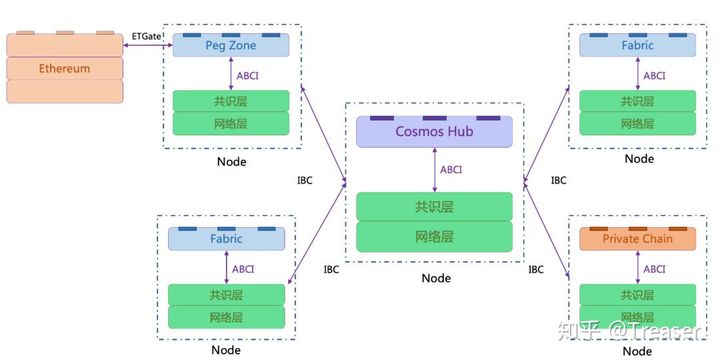 ETGate
Ethereum
Peg Zone
ABCI
共识层
网络层
Node
Fabric
ABCI
共识层
网络层
Node
IBC
Cosmos Hub
ABCI
共识层
网络层
Node
IBC
IBC
IBC
Fabric
ABCI
共识层
网络层
Node
Private Chain
ABCI
共识层
网络层
Node
知乎 @Treaser